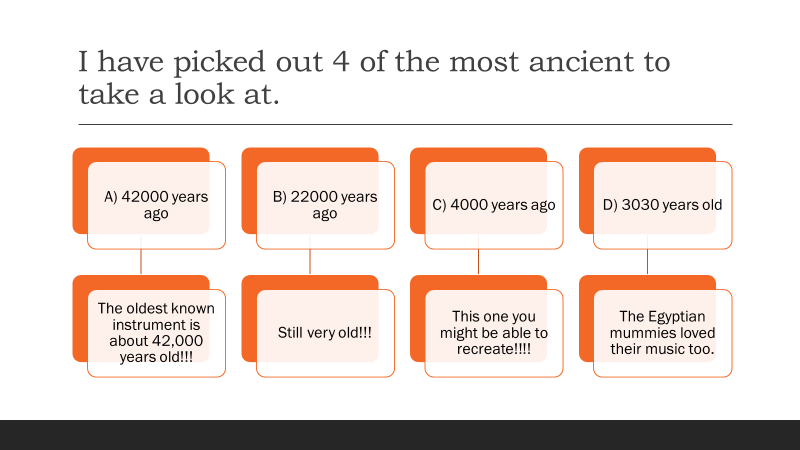 I have picked out 4 of the most ancient to
take a look at.
A) 42000 years
ago
The oldest known
instrument is
about 42,000
years old!!!
B) 22000 years
ago
Still very old!!!
C) 4000 years ago
This one you
might be able to
recreate!!!!
D) 3030 years old
The Egyptian
mummies loved
their music too.